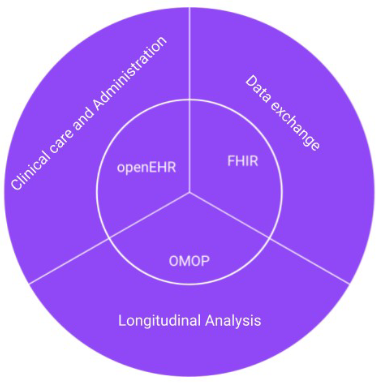 Clinical care and Administration
Data exchange
openEHR
FHIR
OMOP
Longitudinal Analysis